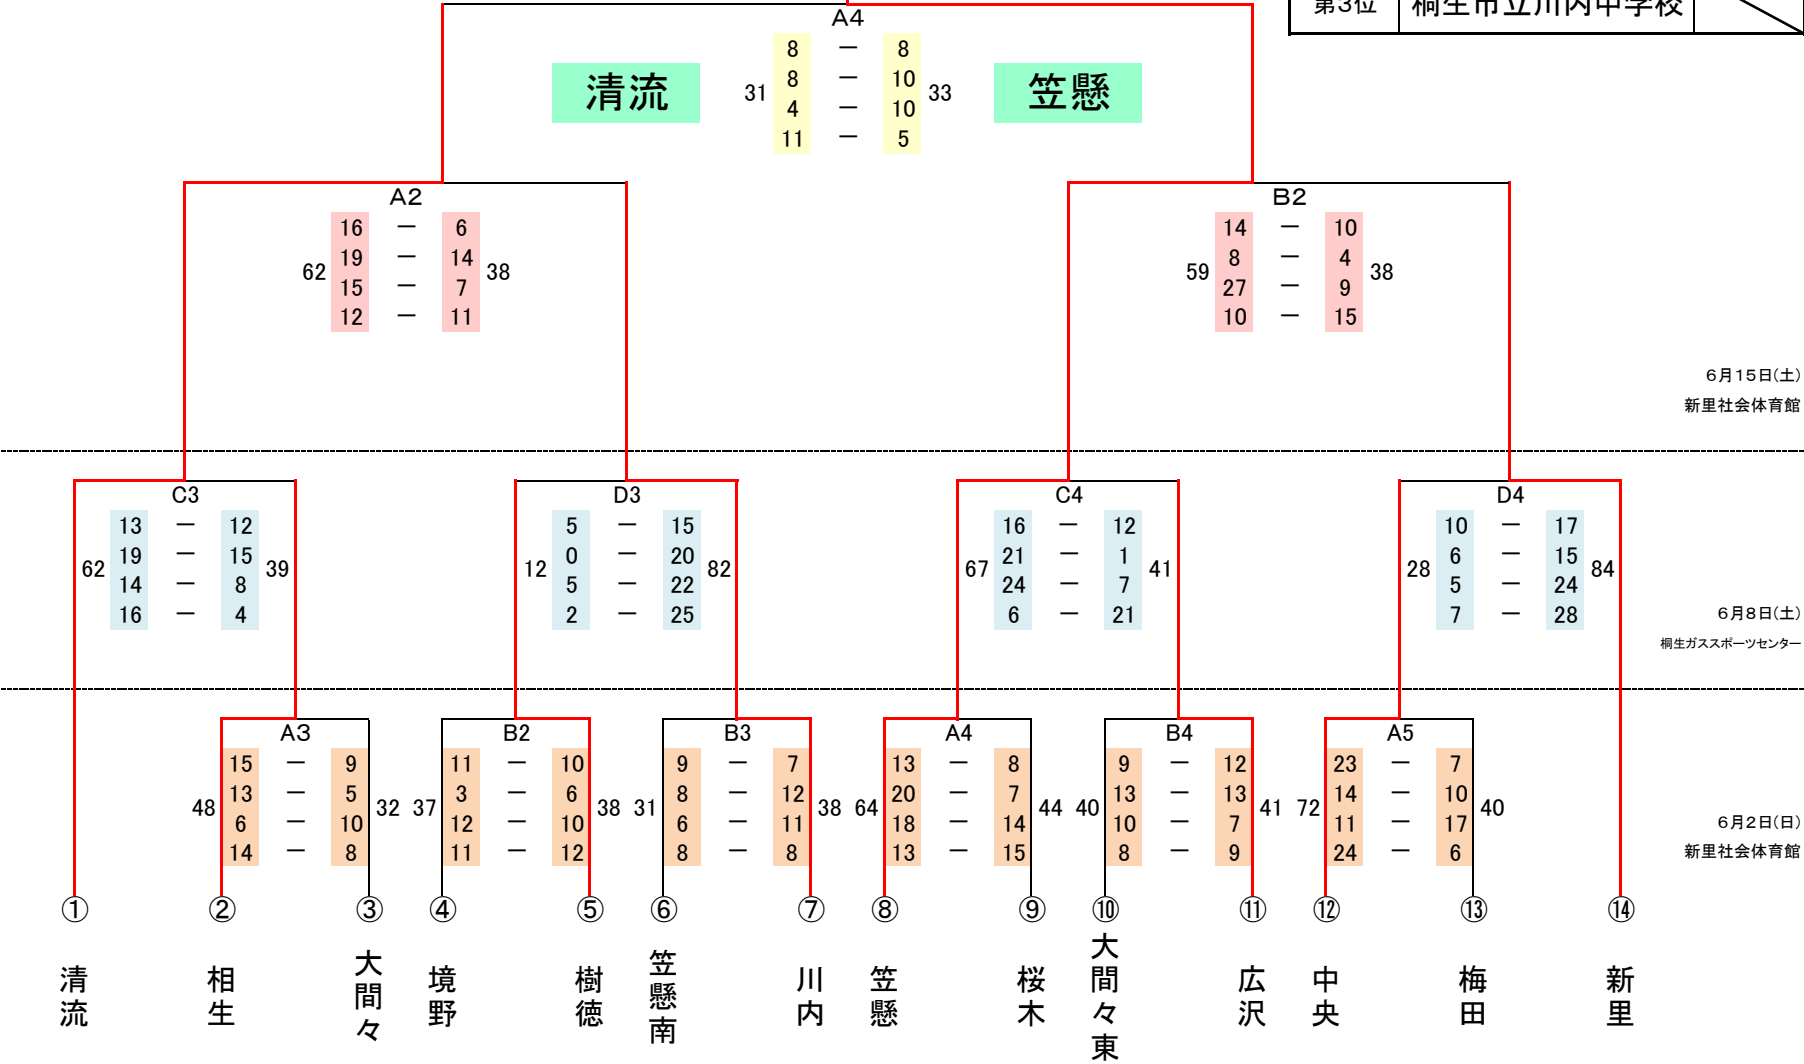 第3位 桐生市立川内中学校
A4
8 － 8
8 － 10
4 － 10
11 － 5
31 33
清流 笠懸
A2
16 － 6
19 － 14
15 － 7
12 － 11
62 38
B2
14 － 10
8 － 4
27 － 9
10 － 15
59 38
6月15日(土)
新里社会体育館
C3
13 － 12
19 － 15
14 － 8
16 － 4
62 39
D3
5 － 15
0 － 20
5 － 22
2 － 25
12 82
C4
16 － 12
21 － 1
24 － 7
6 － 21
67 41
D4
10 － 17
6 － 15
5 － 24
7 － 28
28 84
6月8日(土)
桐生ガススポーツセンター
A3
15 － 9
13 － 5
6 － 10
14 － 8
48 32
B2
11 － 10
3 － 6
12 － 10
11 － 12
37 38
B3
9 － 7
8 － 12
6 － 11
8 － 8
31 38
A4
13 － 8
20 － 7
18 － 14
13 － 15
64 44
B4
9 － 12
13 － 13
10 － 7
8 － 9
40 41
A5
23 － 7
14 － 10
11 － 17
24 － 6
72 40
6月2日(日)
新里社会体育館
① ② ③ ④ ⑤ ⑥ ⑦ ⑧ ⑨ ⑩ ⑪ ⑫ ⑬ ⑭
清流
相生
大間々
境野
樹徳
笠懸南
川内
笠懸
桜木
大間々東
広沢
中央
梅田
新里